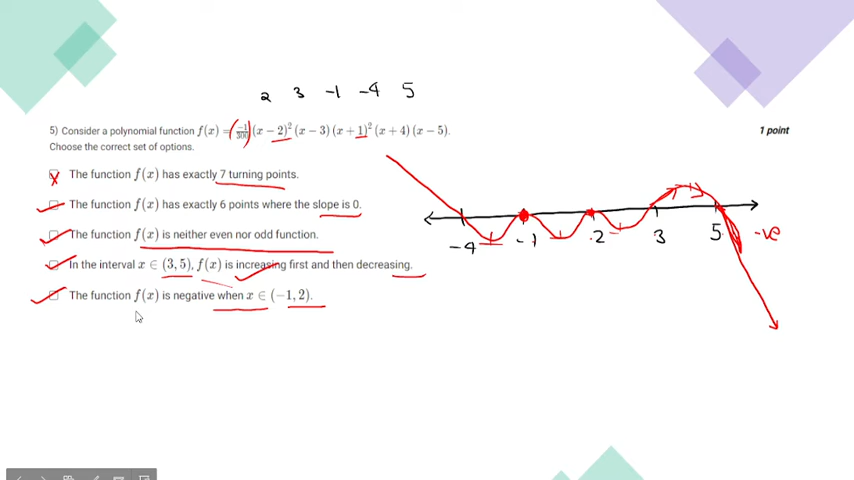 2 3 -1 -4 5
5) Consider a polynomial function f(x) = (-1/300)(x − 2)²(x − 3)(x + 1)²(x + 4)(x − 5).
1 point
Choose the correct set of options.
The function f(x) has exactly 7 turning points.
The function f(x) has exactly 6 points where the slope is 0.
The function f(x) is neither even nor odd function.
In the interval x ∈ (3, 5), f(x) is increasing first and then decreasing.
The function f(x) is negative when x ∈ (−1, 2).
-4 -1 2 3 5 -ve